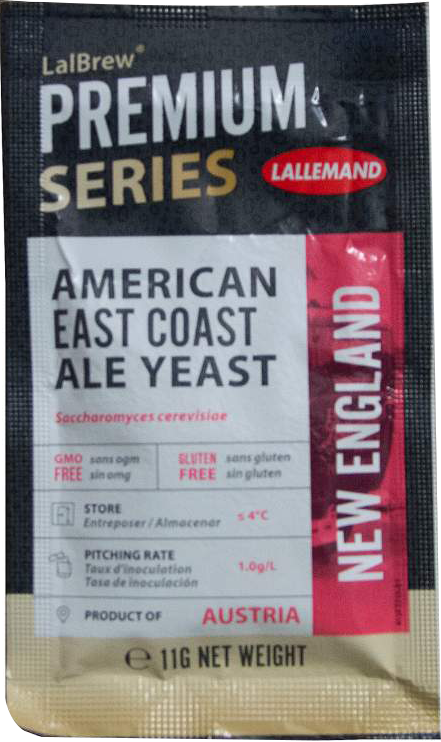 LalBrew®
PREMIUM
SERIES
LALLEMAND
AMERICAN
EAST COAST
ALE YEAST
Saccharomyces cerevisiae
GMO FREE sans ogm sin omg
GLUTEN FREE sans gluten sin gluten
STORE
Entreposer / Almacenar
≤ 4°C
PITCHING RATE
Taux d'inoculation
Tasa de inoculación
1.0g/L
PRODUCT OF AUSTRIA
NEW ENGLAND
℮ 11G NET WEIGHT